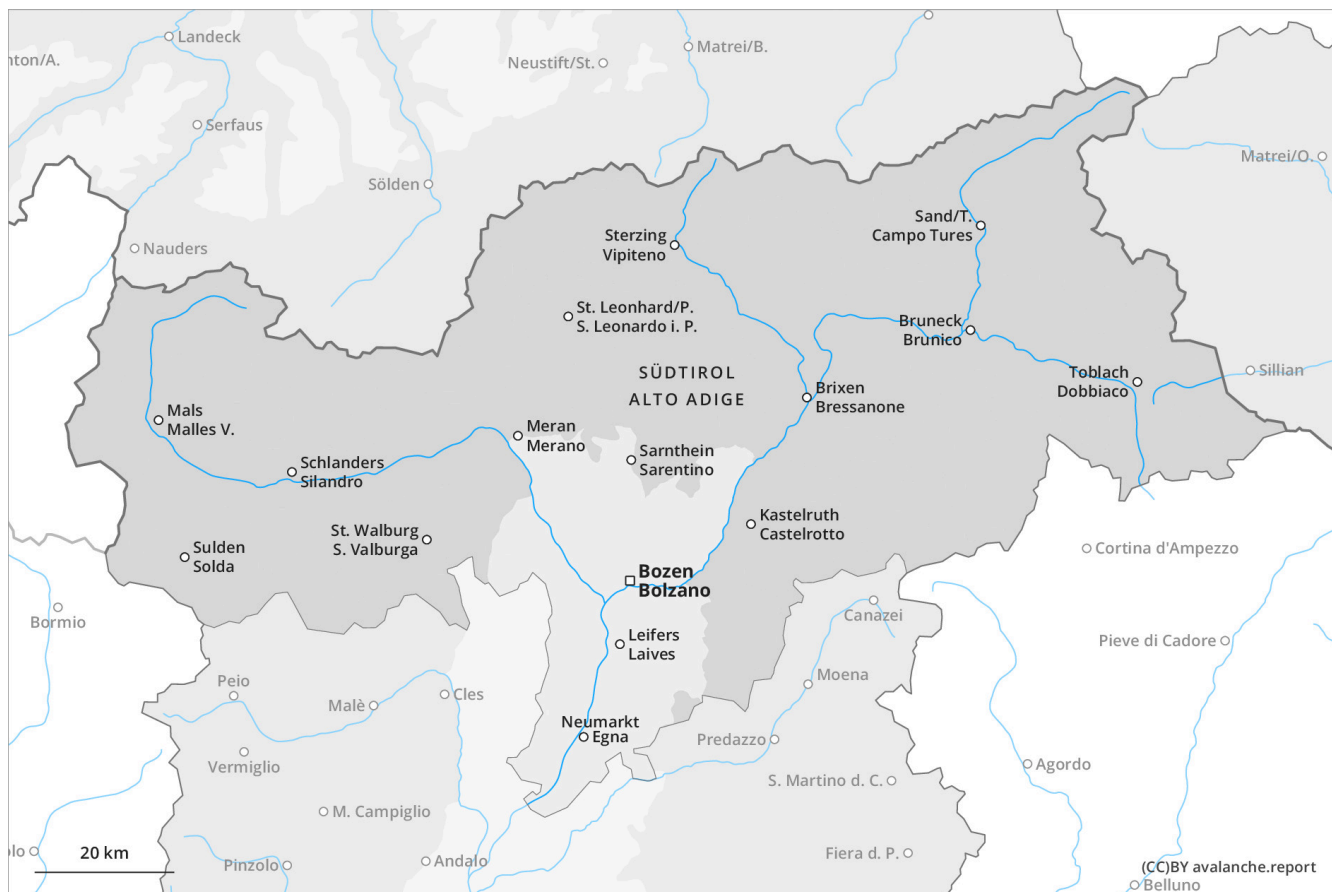 Landeck
Matrei/B.
nton/A.
Neustift/St.
Serfaus
Matrei/O.
Sölden
Sand/T.
Campo Tures
Sterzing
Vipiteno
Nauders
St. Leonhard/P.
S. Leonardo i. P.
Bruneck
Brunico
SÜDTIROL
ALTO ADIGE
Toblach
Dobbiaco
Sillian
Brixen
Bressanone
Mals
Malles V.
Meran
Merano
Sarnthein
Sarentino
Schlanders
Silandro
Kastelruth
Castelrotto
St. Walburg
S. Valburga
Sulden
Solda
Cortina d'Ampezzo
Bozen
Bolzano
Bormio
Canazei
Leifers
Laives
Pieve di Cadore
Peio
Moena
Malè
Cles
Neumarkt
Egna
Predazzo
Vermiglio
Agordo
S. Martino d. C.
M. Campiglio
olo
20 km
Pinzolo
Andalo
Fiera d. P.
(CC)BY avalanche.report
Belluno